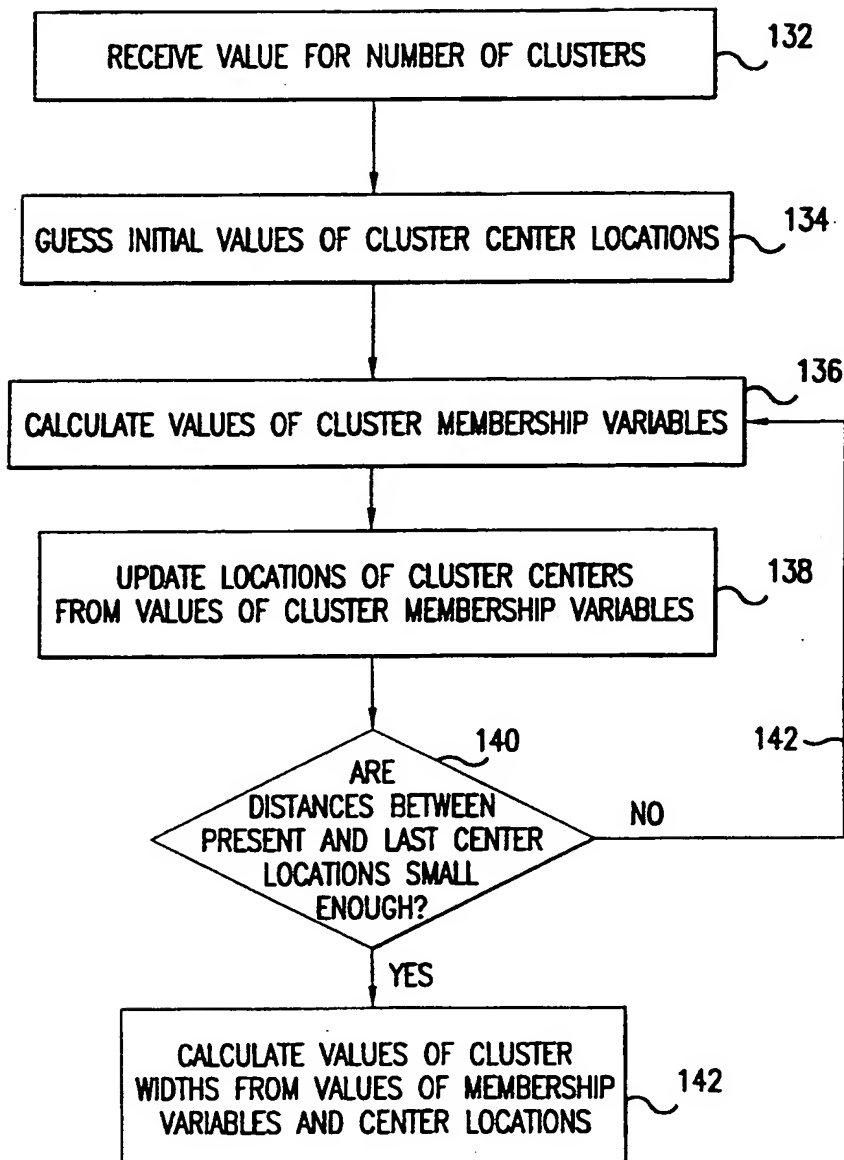 RECEIVE VALUE FOR NUMBER OF CLUSTERS
132
GUESS INITIAL VALUES OF CLUSTER CENTER LOCATIONS
134
136
CALCULATE VALUES OF CLUSTER MEMBERSHIP VARIABLES
UPDATE LOCATIONS OF CLUSTER CENTERS
FROM VALUES OF CLUSTER MEMBERSHIP VARIABLES
138
140
ARE
DISTANCES BETWEEN
PRESENT AND LAST CENTER
LOCATIONS SMALL
ENOUGH?
NO
142
YES
CALCULATE VALUES OF CLUSTER
WIDTHS FROM VALUES OF MEMBERSHIP
VARIABLES AND CENTER LOCATIONS
142